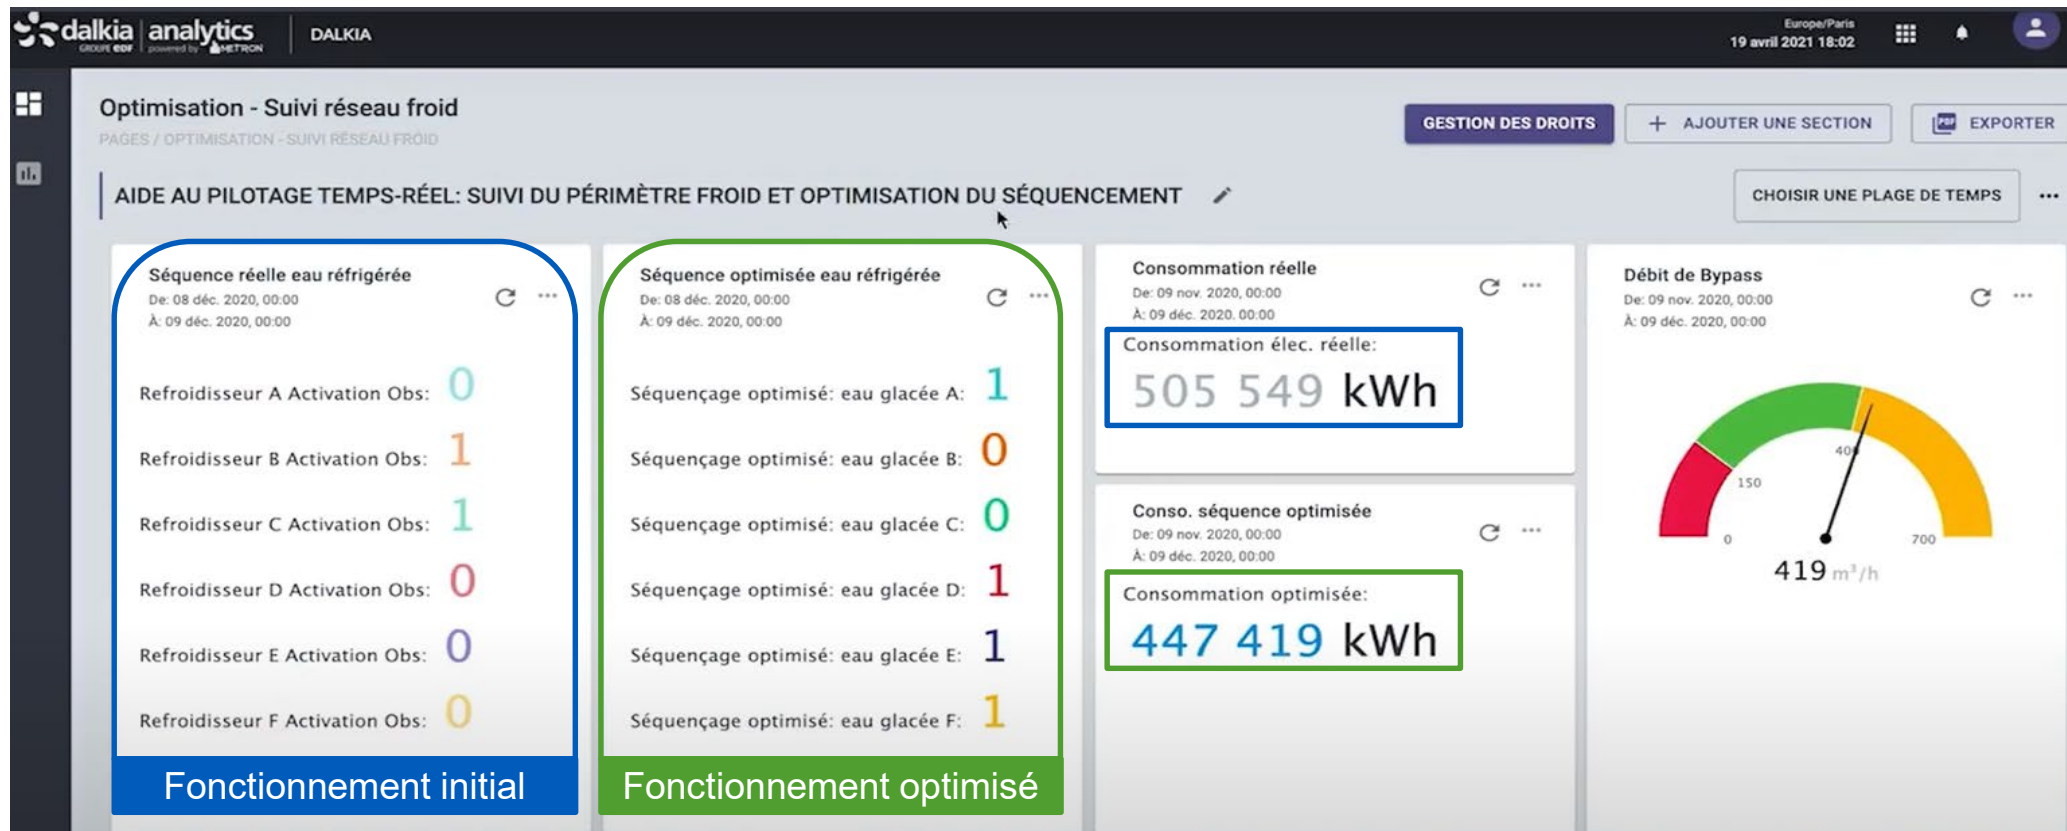 dalkia analytics
GROUPE EDF powered by METRON
DALKIA
Europe/Paris
19 avril 2021 18:02
Optimisation - Suivi réseau froid
PAGES / OPTIMISATION - SUIVI RÉSEAU FROID
GESTION DES DROITS
+ AJOUTER UNE SECTION
PDF EXPORTER
AIDE AU PILOTAGE TEMPS-RÉEL: SUIVI DU PÉRIMÈTRE FROID ET OPTIMISATION DU SÉQUENCEMENT
CHOISIR UNE PLAGE DE TEMPS
Séquence réelle eau réfrigérée
De: 08 déc. 2020, 00:00
À: 09 déc. 2020, 00:00
Refroidisseur A Activation Obs: 0
Refroidisseur B Activation Obs: 1
Refroidisseur C Activation Obs: 1
Refroidisseur D Activation Obs: 0
Refroidisseur E Activation Obs: 0
Refroidisseur F Activation Obs: 0
Fonctionnement initial
Séquence optimisée eau réfrigérée
De: 08 déc. 2020, 00:00
À: 09 déc. 2020, 00:00
Séquençage optimisé: eau glacée A: 1
Séquençage optimisé: eau glacée B: 0
Séquençage optimisé: eau glacée C: 0
Séquençage optimisé: eau glacée D: 1
Séquençage optimisé: eau glacée E: 1
Séquençage optimisé: eau glacée F: 1
Fonctionnement optimisé
Consommation réelle
De: 09 nov. 2020, 00:00
À: 09 déc. 2020. 00:00
Consommation élec. réelle:
505 549 kWh
Conso. séquence optimisée
De: 09 nov. 2020, 00:00
À: 09 déc. 2020, 00:00
Consommation optimisée:
447 419 kWh
Débit de Bypass
De: 09 nov. 2020, 00:00
À: 09 déc. 2020, 00:00
400
150
0
700
419 m³/h